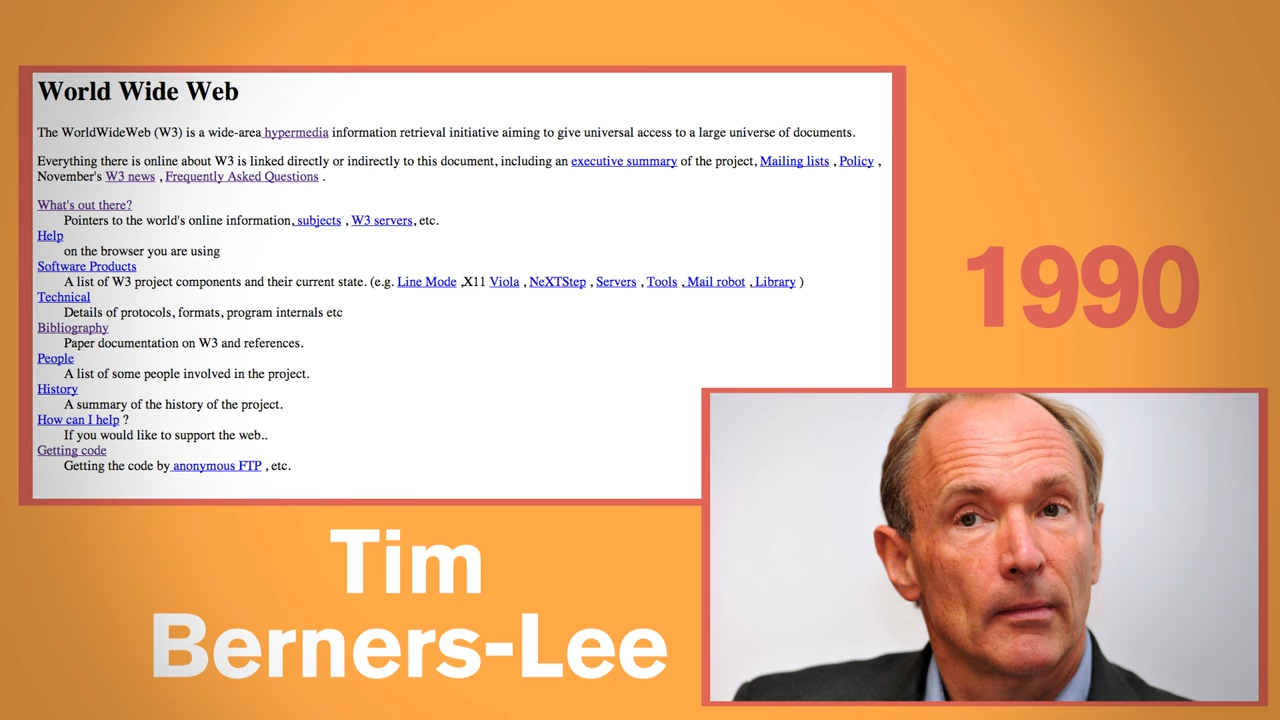 World Wide Web
The WorldWideWeb (W3) is a wide-area hypermedia information retrieval initiative aiming to give universal access to a large universe of documents.
Everything there is online about W3 is linked directly or indirectly to this document, including an executive summary of the project, Mailing lists , Policy ,
November's W3 news , Frequently Asked Questions .
What's out there?
Pointers to the world's online information, subjects , W3 servers, etc.
Help
on the browser you are using
Software Products
A list of W3 project components and their current state. (e.g. Line Mode ,X11 Viola , NeXTStep , Servers , Tools , Mail robot , Library )
Technical
Details of protocols, formats, program internals etc
Bibliography
Paper documentation on W3 and references.
People
A list of some people involved in the project.
History
A summary of the history of the project.
How can I help ?
If you would like to support the web..
Getting code
Getting the code by anonymous FTP , etc.
1990
Tim
Berners-Lee